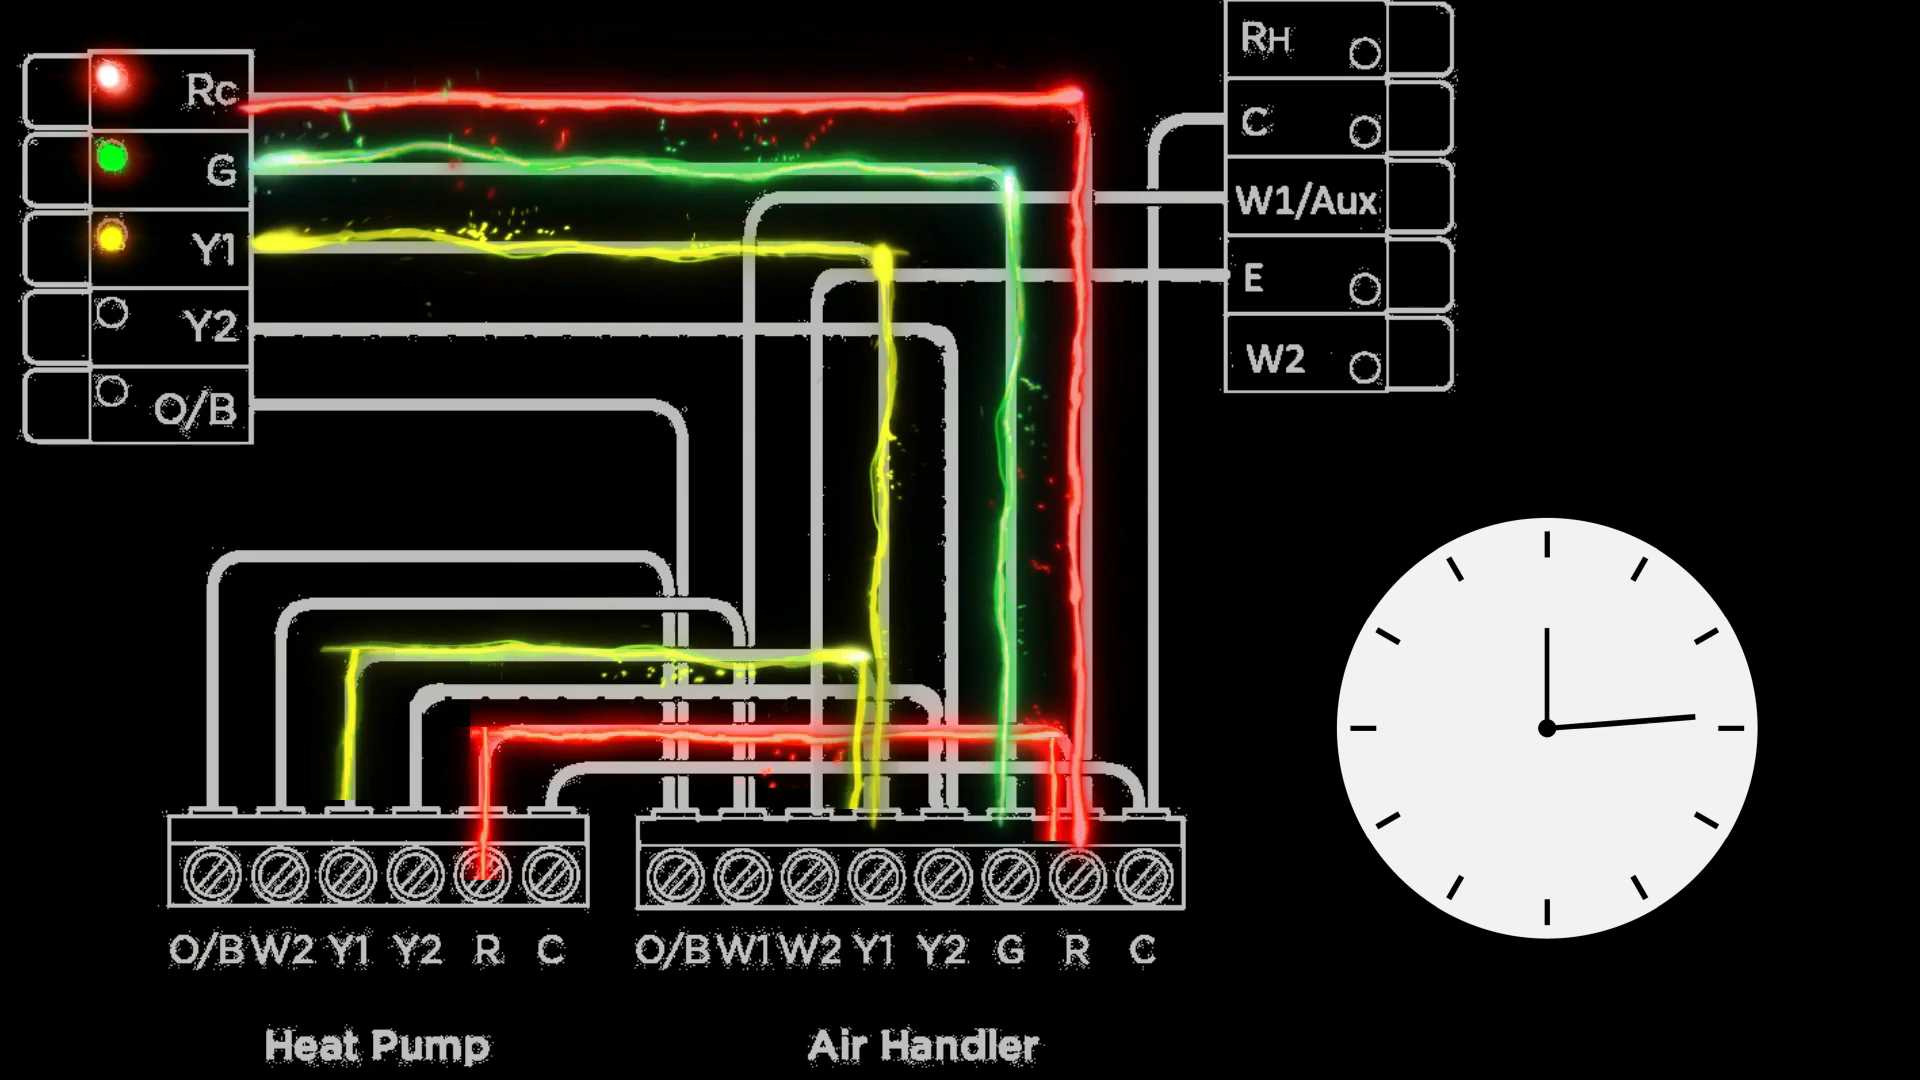 Rc
G
Y1
Y2
O/B
RH
C
W1/Aux
E
W2
O/B W2 Y1 Y2 R C
O/B W1 W2 Y1 Y2 G R C
Heat Pump
Air Handler